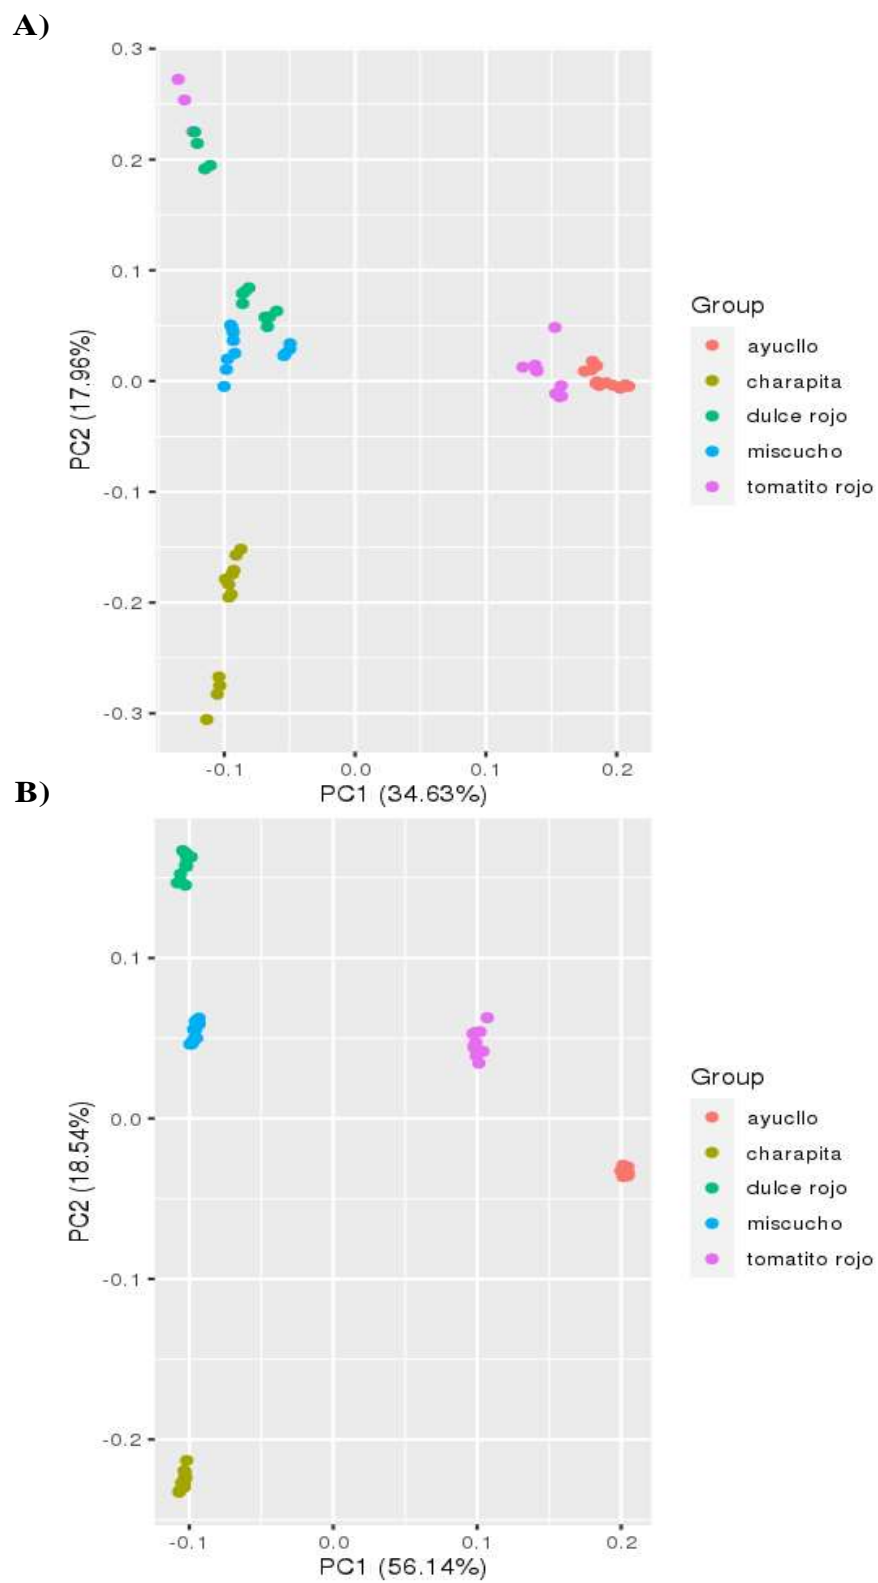 A)
0.3
0.2
0.1
0.0
-0.1
-0.2
-0.3
PC2 (17.96%)
-0.1 0.0 0.1 0.2
PC1 (34.63%)
Group
ayucllo
charapita
dulce rojo
miscucho
tomatito rojo
B)
0.1
0.0
-0.1
-0.2
PC2 (18.54%)
-0.1 0.0 0.1 0.2
PC1 (56.14%)
Group
ayucllo
charapita
dulce rojo
miscucho
tomatito rojo